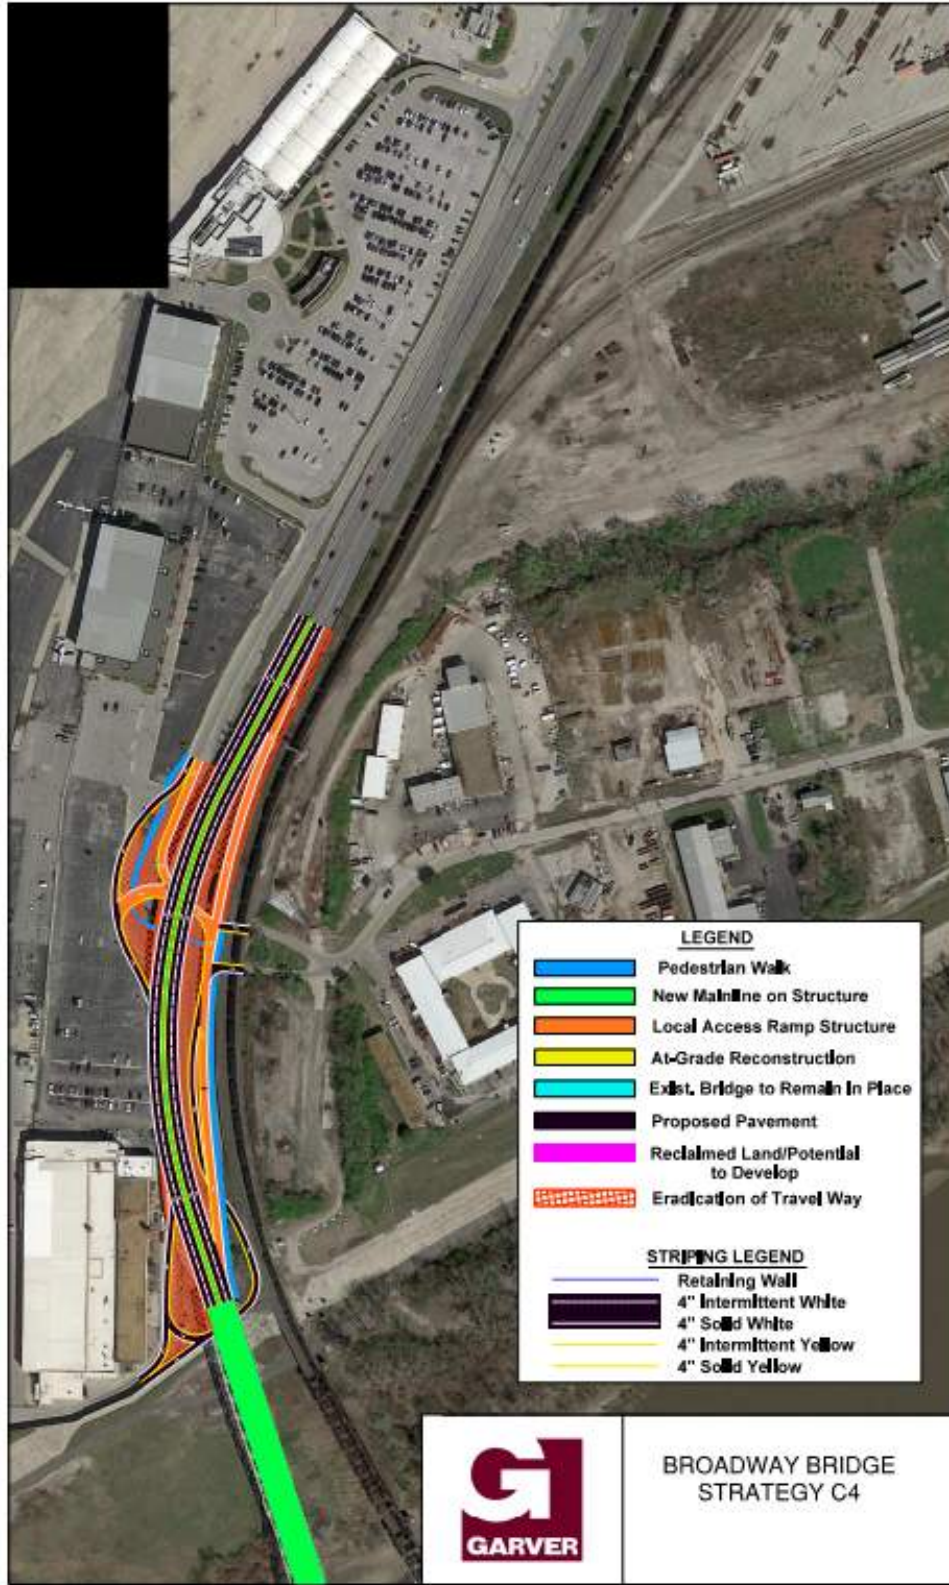 LEGEND
Pedestrian Walk
New Mainline on Structure
Local Access Ramp Structure
At-Grade Reconstruction
Exist. Bridge to Remain in Place
Proposed Pavement
Reclaimed Land/Potential
to Develop
Eradication of Travel Way
STRIPING LEGEND
Retaining Wall
4" Intermittent White
4" Solid White
4" Intermittent Yellow
4" Solid Yellow
GARVER
BROADWAY BRIDGE
STRATEGY C4